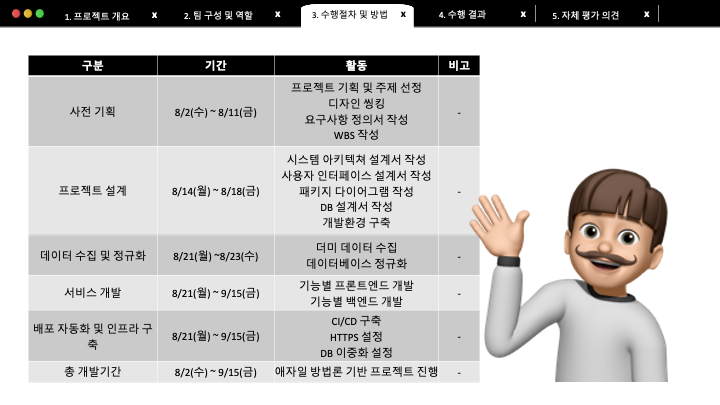 1. 프로젝트 개요 x 2. 팀 구성 및 역할 x 3. 수행절차 및 방법 x 4. 수행 결과 x 5. 자체 평가 의견 x
구분 기간 활동 비고
사전 기획 8/2(수) ~ 8/11(금) -
프로젝트 기획 및 주제 선정
디자인 씽킹
요구사항 정의서 작성
WBS 작성
프로젝트 설계 8/14(월) ~ 8/18(금) -
시스템 아키텍쳐 설계서 작성
사용자 인터페이스 설계서 작성
패키지 다이어그램 작성
DB 설계서 작성
개발환경 구축
데이터 수집 및 정규화 8/21(월) ~8/23(수) -
더미 데이터 수집
데이터베이스 정규화
서비스 개발 8/21(월) ~ 9/15(금) -
기능별 프론트엔드 개발
기능별 백엔드 개발
배포 자동화 및 인프라 구
축
8/21(월) ~ 9/15(금) -
CI/CD 구축
HTTPS 설정
DB 이중화 설정
총 개발기간 8/2(수) ~ 9/15(금) 애자일 방법론 기반 프로젝트 진행 -